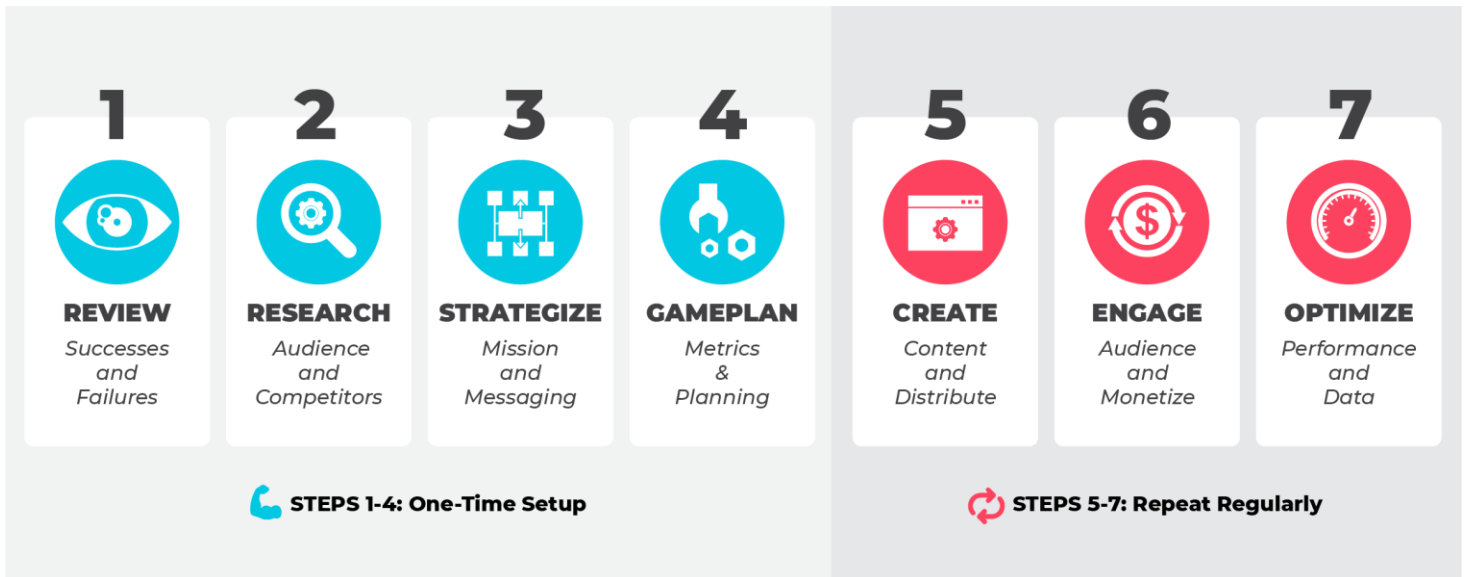 1
REVIEW
Successes
and
Failures
2
RESEARCH
Audience
and
Competitors
3
STRATEGIZE
Mission
and
Messaging
4
GAMEPLAN
Metrics
&
Planning
STEPS 1-4: One-Time Setup
5
CREATE
Content
and
Distribute
6
ENGAGE
Audience
and
Monetize
7
OPTIMIZE
Performance
and
Data
STEPS 5-7: Repeat Regularly
$